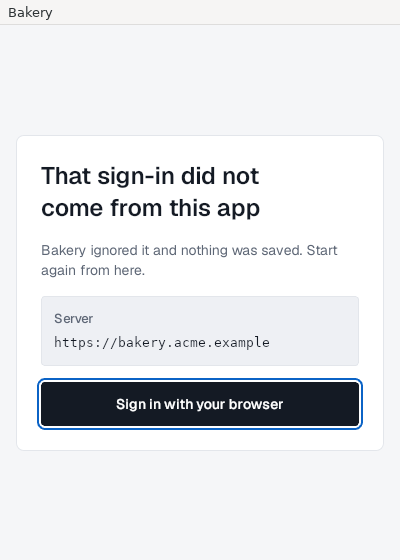 Bakery
That sign-in did not
come from this app
Bakery ignored it and nothing was saved. Start
again from here.
Server
https://bakery.acme.example
Sign in with your browser